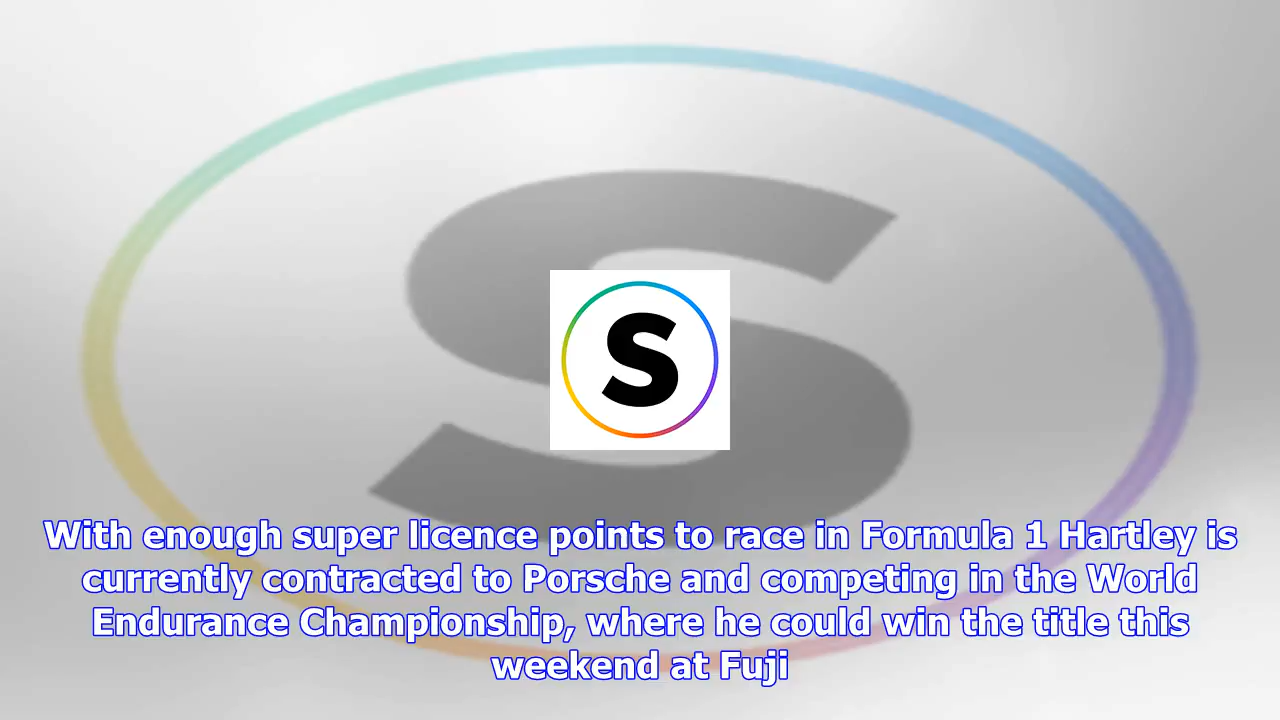 S
With enough super licence points to race in Formula 1 Hartley is
currently contracted to Porsche and competing in the World
Endurance Championship, where he could win the title this
weekend at Fuji